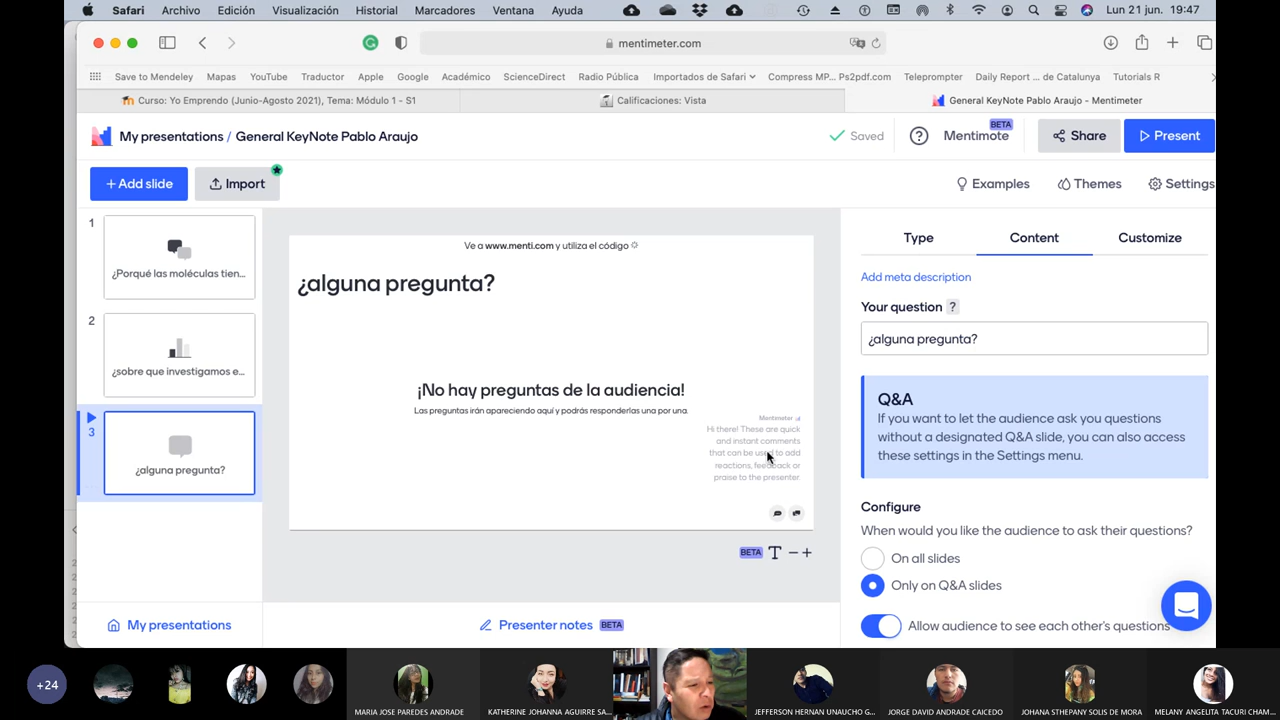 Safari Archivo Edición Visualización Historial Marcadores Ventana Ayuda Lun 21 jun. 19:47
mentimeter.com
Save to Mendeley Mapas YouTube Traductor Apple Google Académico ScienceDirect Radio Pública Importados de Safari Compress MP... Ps2pdf.com Teleprompter Daily Report ... de Catalunya Tutorials R
Curso: Yo Emprendo (Junio-Agosto 2021), Tema: Módulo 1 - S1 Calificaciones: Vista General KeyNote Pablo Araujo - Mentimeter
My presentations / General KeyNote Pablo Araujo Saved ? Mentimote BETA Share Present
+ Add slide Import Examples Themes Settings
1
¿Porqué las moléculas tien...
2
¿sobre que investigamos e...
3
¿alguna pregunta?
Ve a www.menti.com y utiliza el código
¿alguna pregunta?
¡No hay preguntas de la audiencia!
Las preguntas irán apareciendo aquí y podrás responderlas una por una.
Mentimeter
Hi there! These are quick
and instant comments
that can be used to add
reactions, feedback or
praise to the presenter.
BETA T − +
My presentations
Presenter notes BETA
Type Content Customize
Add meta description
Your question ?
¿alguna pregunta?
Q&A
If you want to let the audience ask you questions
without a designated Q&A slide, you can also access
these settings in the Settings menu.
Configure
When would you like the audience to ask their questions?
On all slides
Only on Q&A slides
Allow audience to see each other's questions
+24
MARIA JOSE PAREDES ANDRADE KATHERINE JOHANNA AGUIRRE SA... JEFFERSON HERNAN UNAUCHO G... JORGE DAVID ANDRADE CAICEDO JOHANA STHEPANY SOLIS DE MORA MELANY ANGELITA TACURI CHAM...